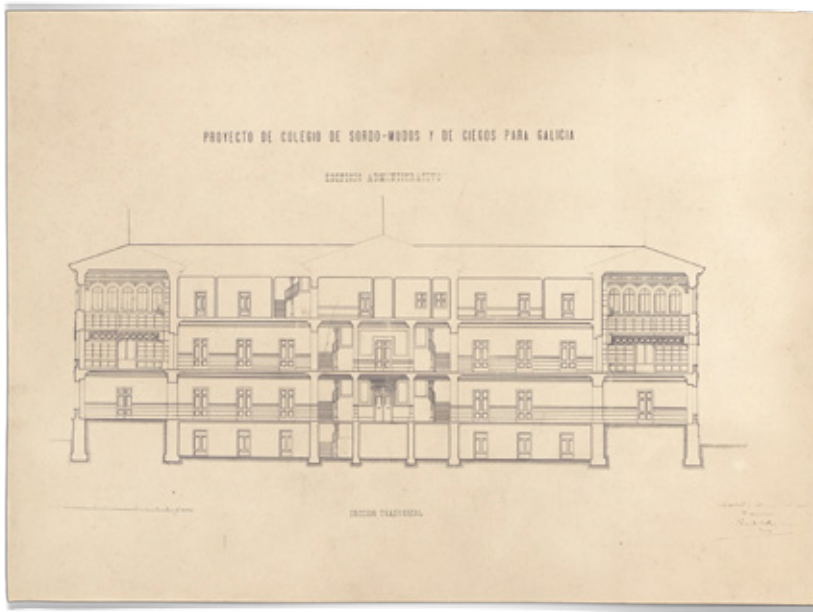 PROYECTO DE COLEGIO DE SORDO-MUDOS Y DE CIEGOS PARA GALICIA
EDIFICIO ADMINISTRATIVO
SECCION TRASVERSAL